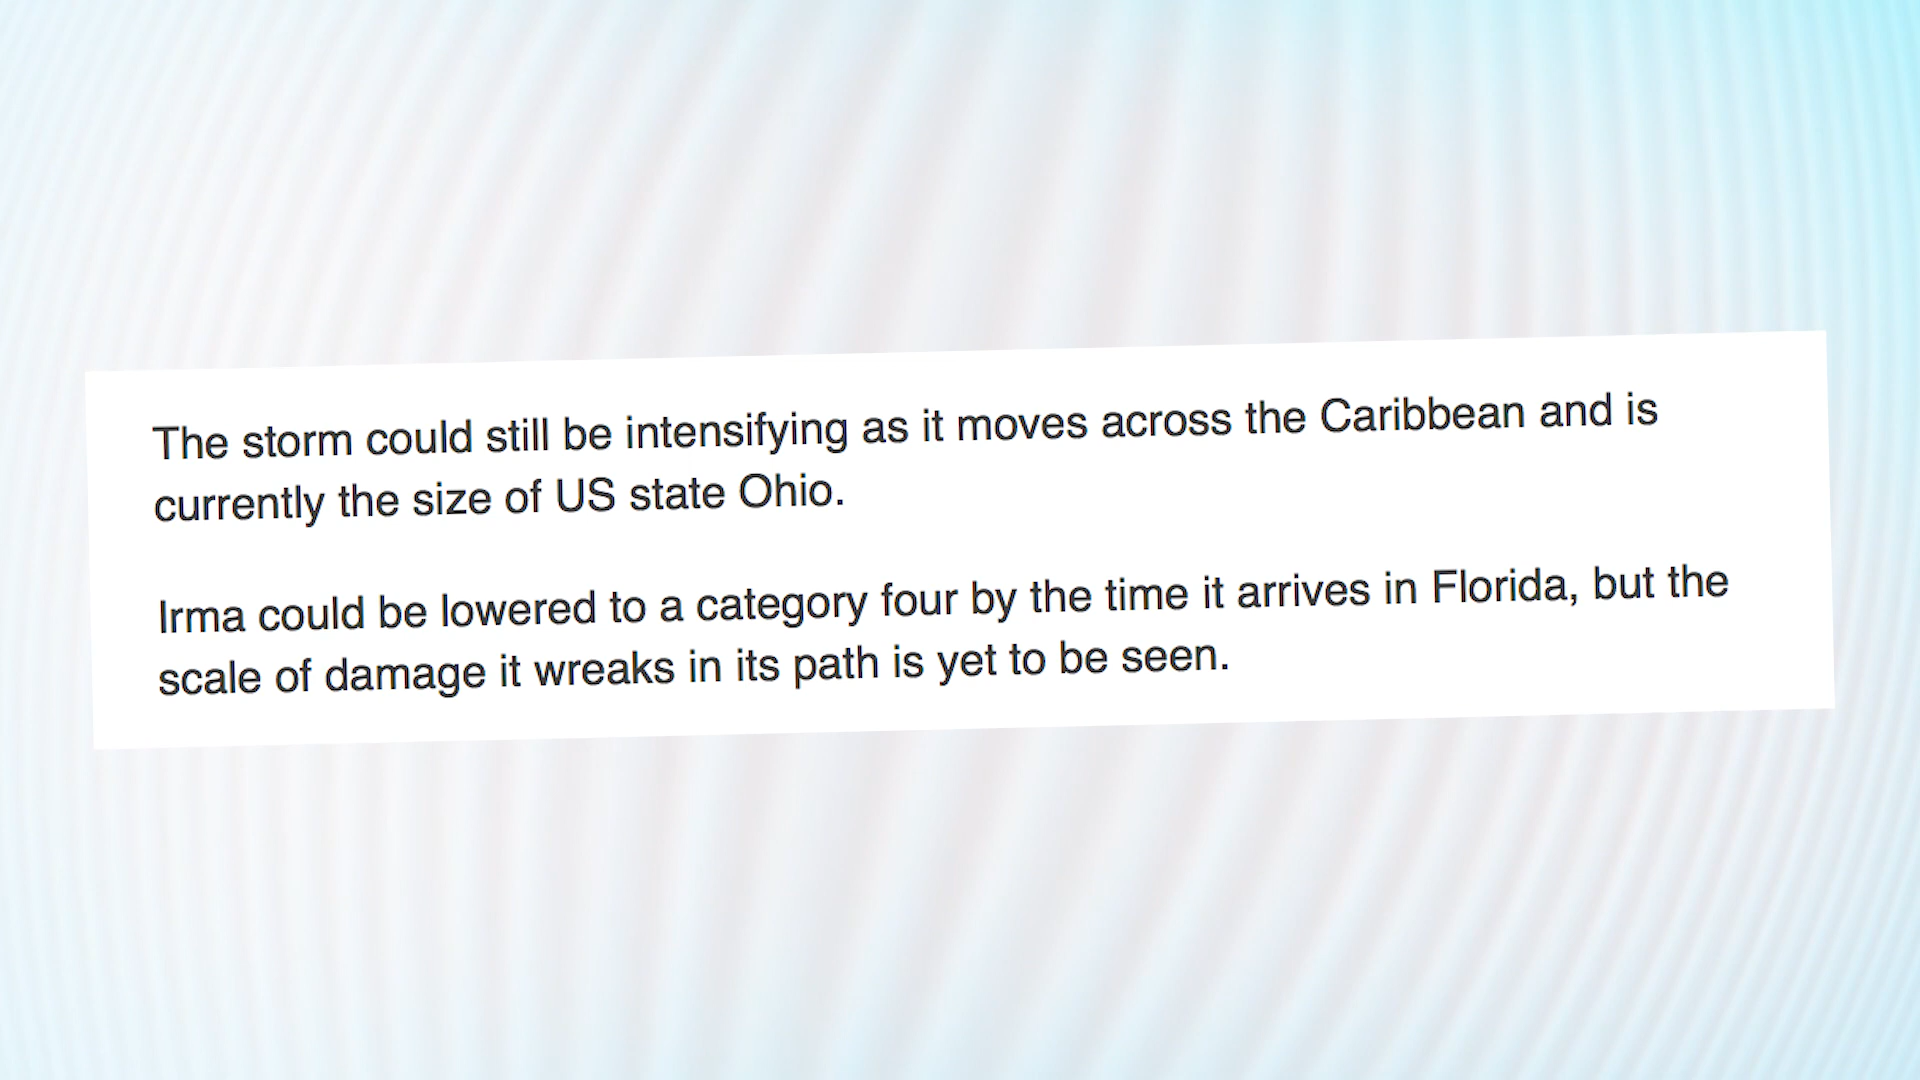 The storm could still be intensifying as it moves across the Caribbean and is
currently the size of US state Ohio.
Irma could be lowered to a category four by the time it arrives in Florida, but the
scale of damage it wreaks in its path is yet to be seen.